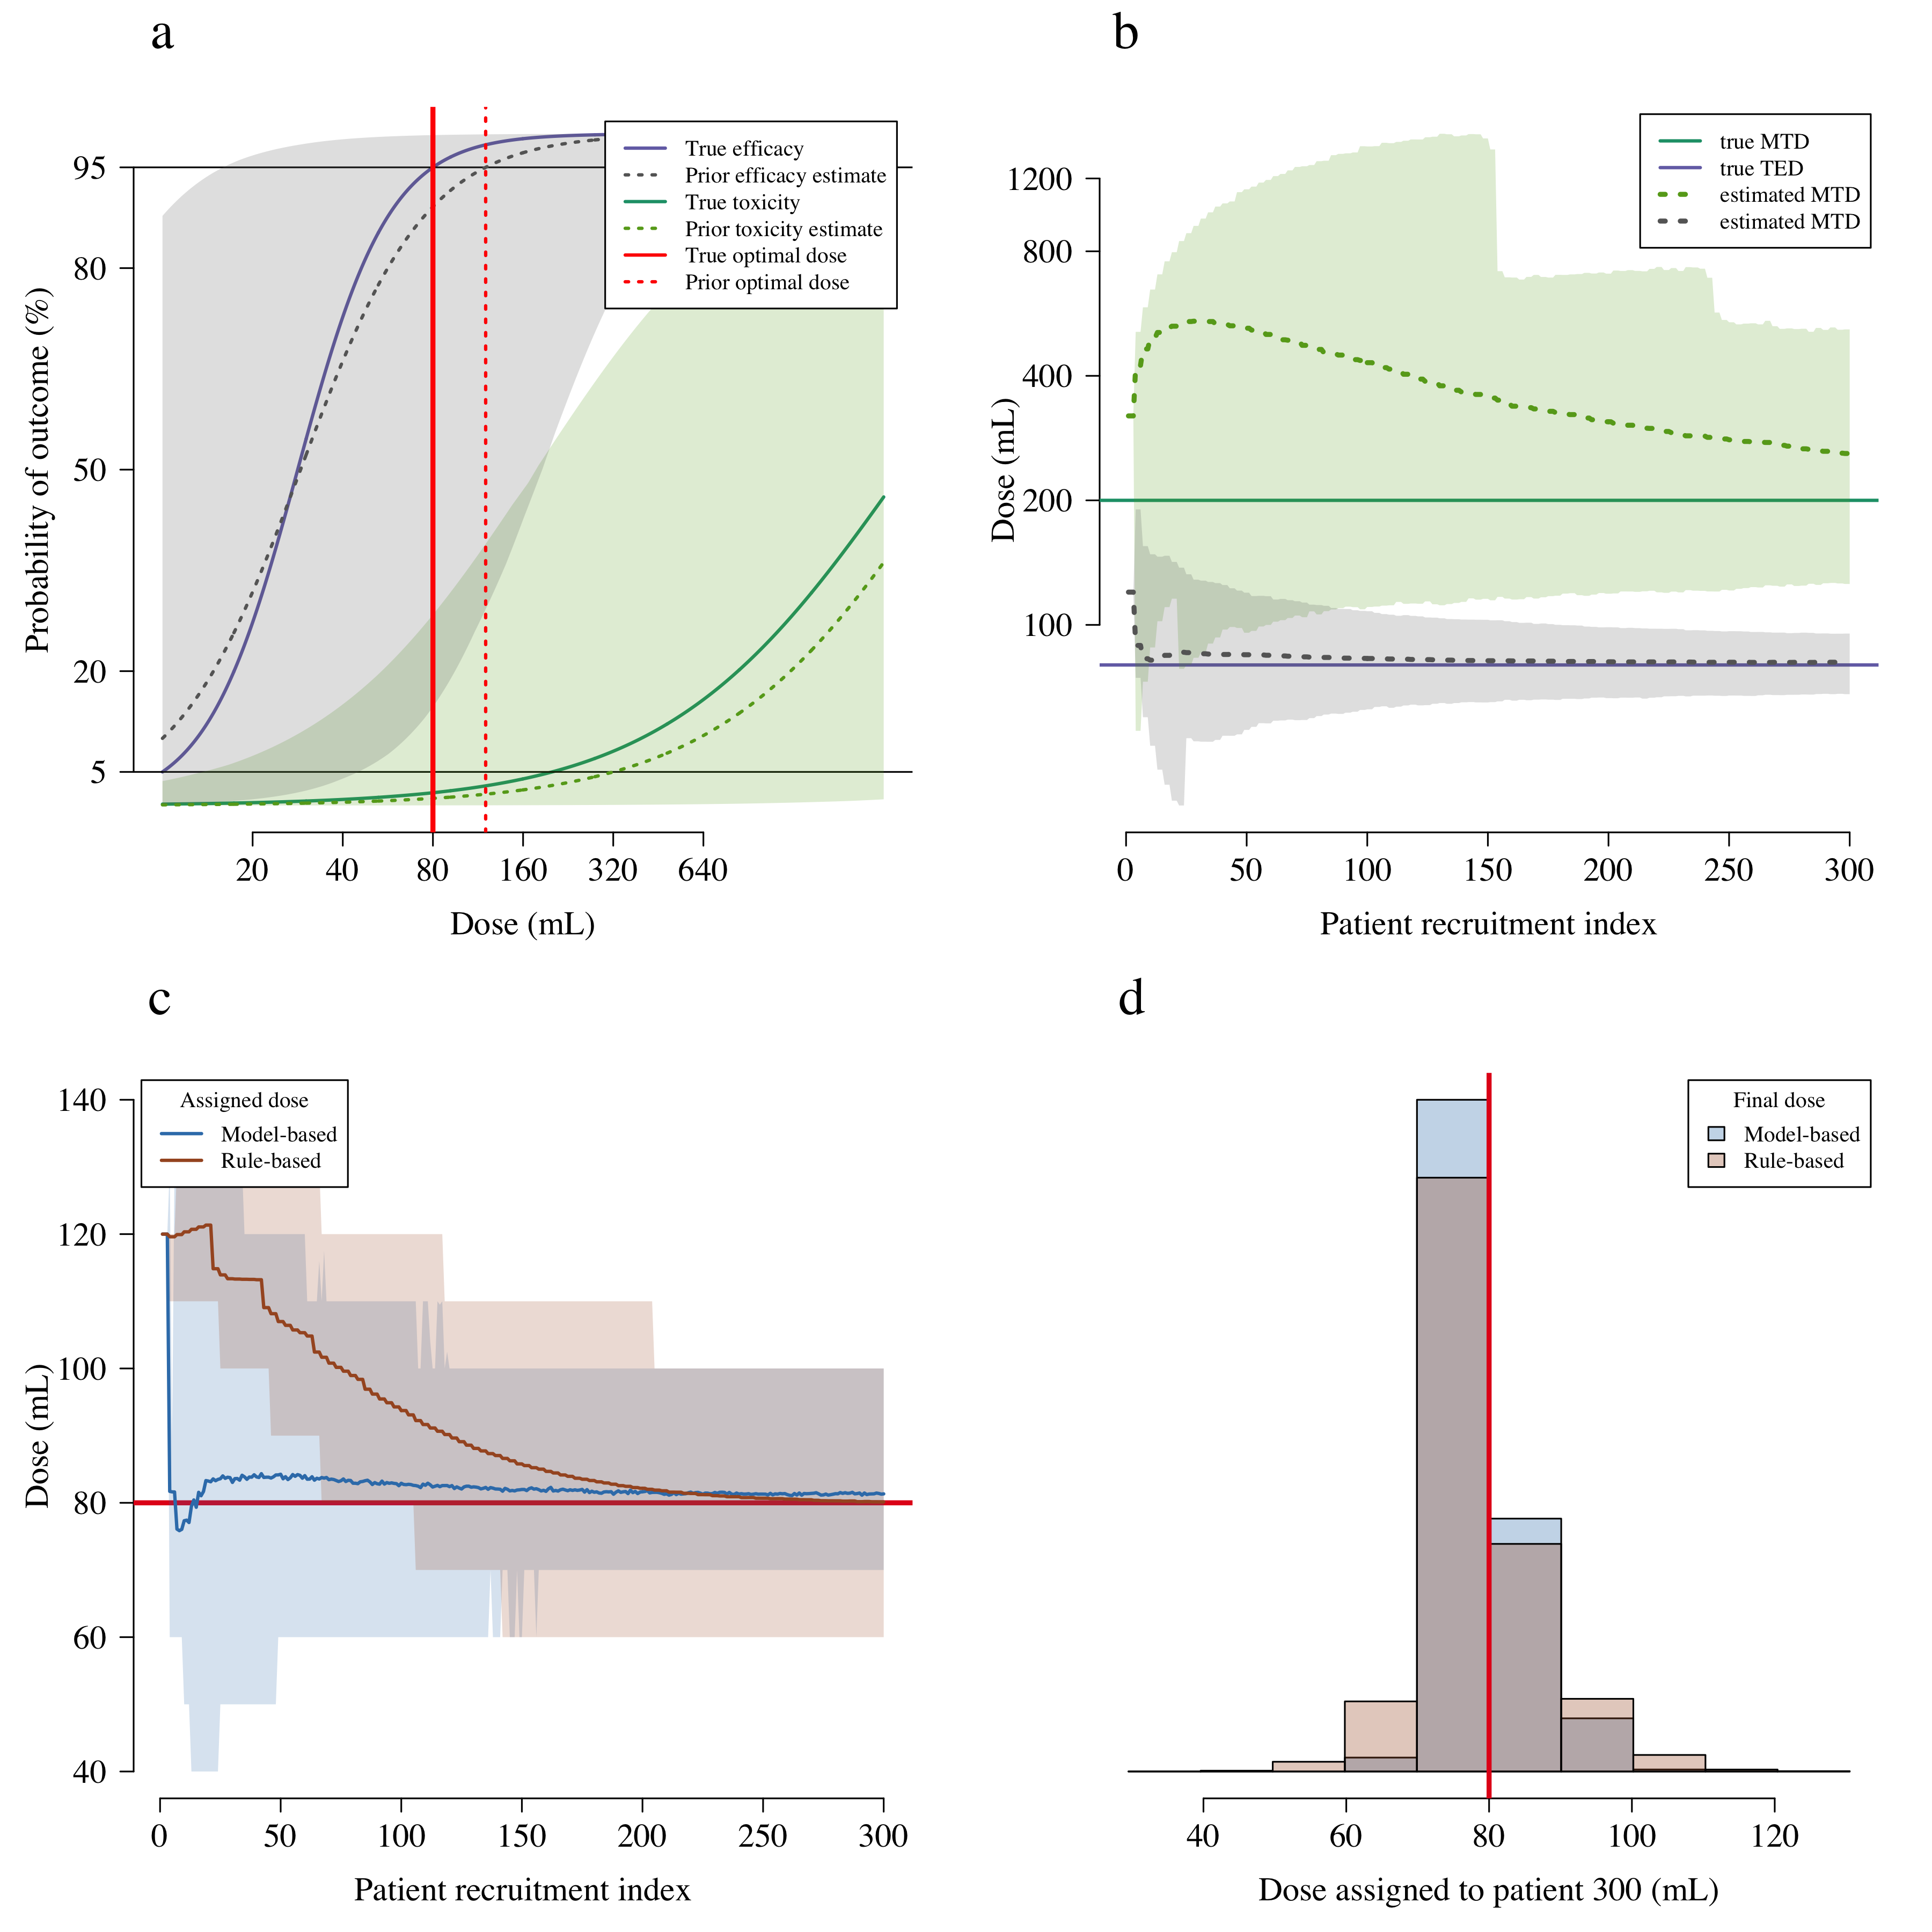 a
Probability of outcome (%)
95
80
50
20
5
True efficacy
Prior efficacy estimate
True toxicity
Prior toxicity estimate
True optimal dose
Prior optimal dose
20 40 80 160 320 640
Dose (mL)
b
Dose (mL)
1200
800
400
200
100
true MTD
true TED
estimated MTD
estimated MTD
0 50 100 150 200 250 300
Patient recruitment index
c
Dose (mL)
140
120
100
80
60
40
Assigned dose
Model-based
Rule-based
0 50 100 150 200 250 300
Patient recruitment index
d
Final dose
Model-based
Rule-based
40 60 80 100 120
Dose assigned to patient 300 (mL)